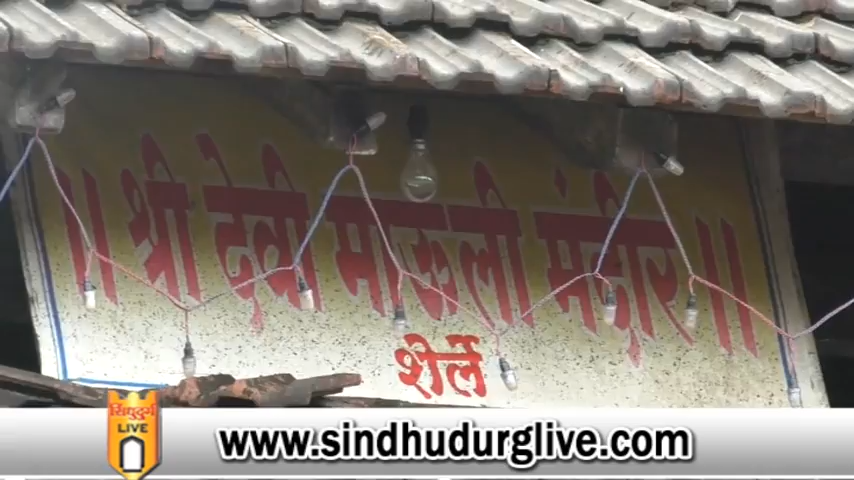 || श्री देवी माऊली मंदीर ||
शेर्ले
सिंधुदुर्ग
LIVE
www.sindhudurglive.com